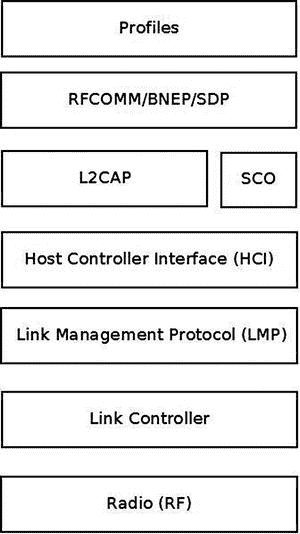 Profiles
RFCOMM/BNEP/SDP
L2CAP
SCO
Host Controller Interface (HCI)
Link Management Protocol (LMP)
Link Controller
Radio (RF)